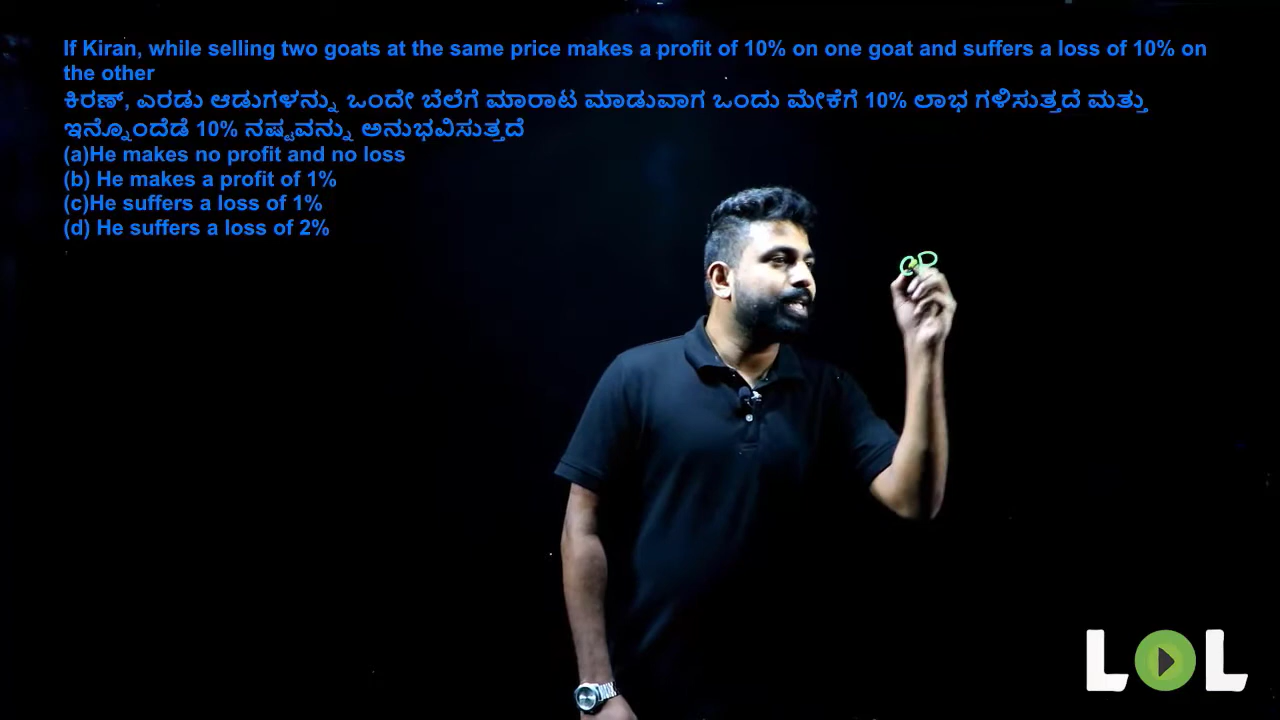 If Kiran, while selling two goats at the same price makes a profit of 10% on one goat and suffers a loss of 10% on
the other
ಕಿರಣ್, ಎರಡು ಆಡುಗಳನ್ನು ಒಂದೇ ಬೆಲೆಗೆ ಮಾರಾಟ ಮಾಡುವಾಗ ಒಂದು ಮೇಕೆಗೆ 10% ಲಾಭ ಗಳಿಸುತ್ತದೆ ಮತ್ತು
ಇನ್ನೊಂದೆಡೆ 10% ನಷ್ಟವನ್ನು ಅನುಭವಿಸುತ್ತದೆ
(a)He makes no profit and no loss
(b) He makes a profit of 1%
(c)He suffers a loss of 1%
(d) He suffers a loss of 2%
CP
LOL